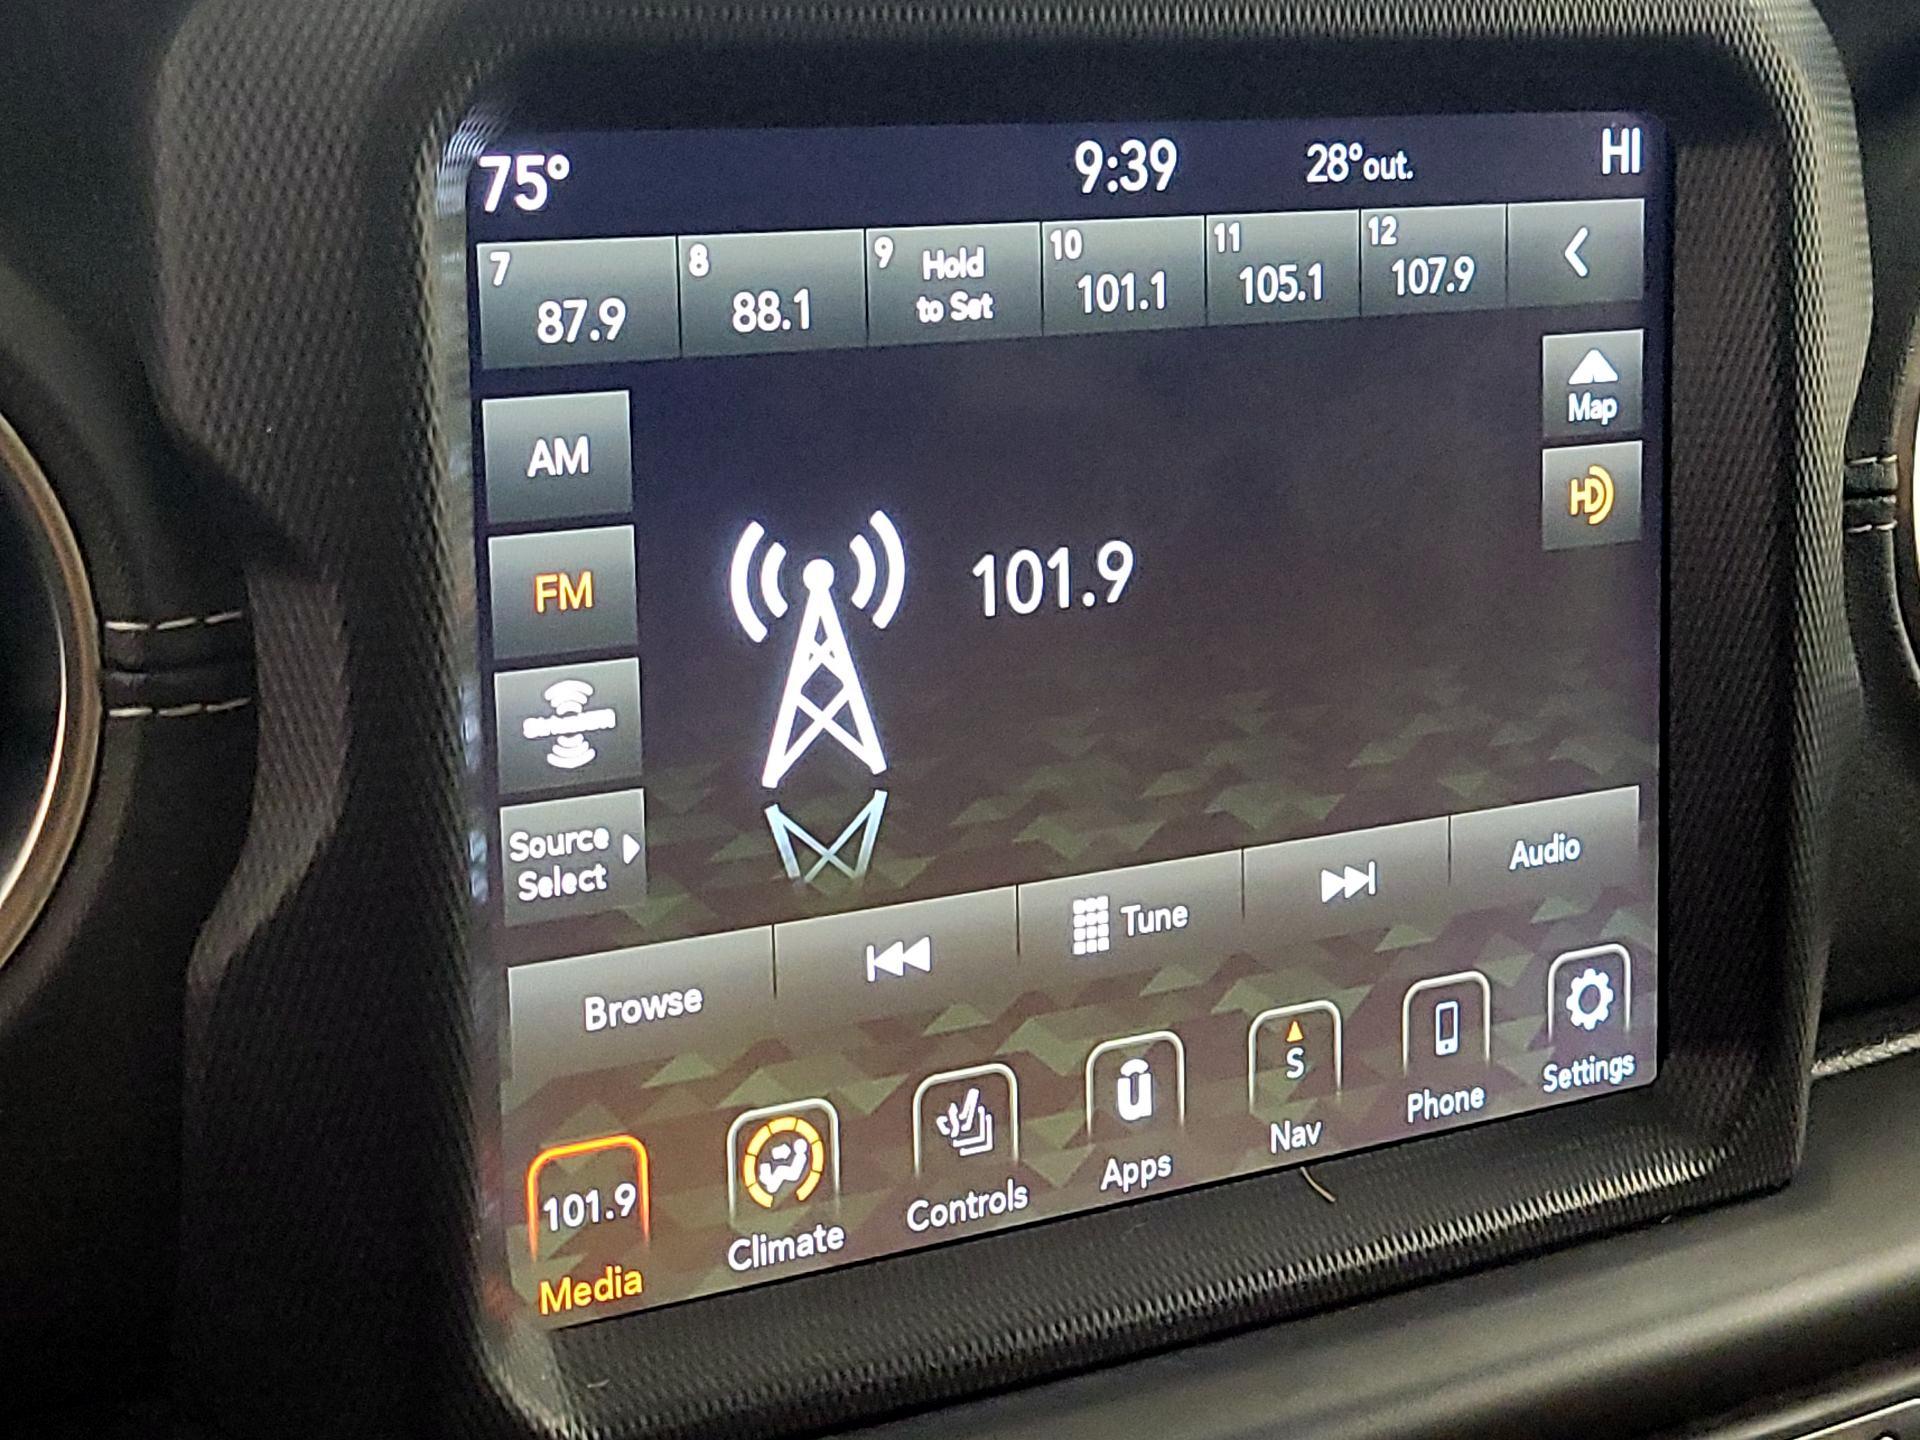 75° 9:39 28°out. HI
7 8 9 Hold 10 11 12
87.9 88.1 to Set 101.1 105.1 107.9
Map
AM
HD
FM
101.9
Source
Select
Audio
Tune
Browse
S
101.9
Media Climate Controls Apps Nav Phone Settings